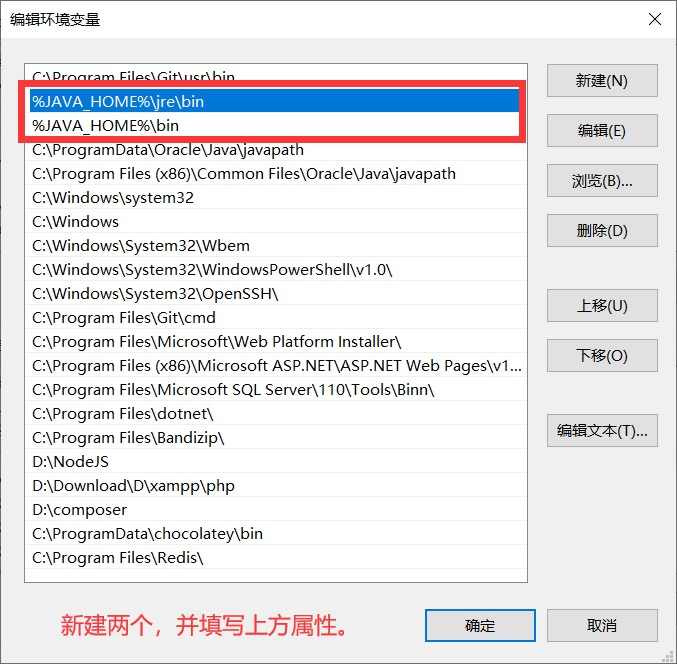 编辑环境变量
C:\Program Files\Git\usr\bin
%JAVA_HOME%\jre\bin
%JAVA_HOME%\bin
C:\ProgramData\Oracle\Java\javapath
C:\Program Files (x86)\Common Files\Oracle\Java\javapath
C:\Windows\system32
C:\Windows
C:\Windows\System32\Wbem
C:\Windows\System32\WindowsPowerShell\v1.0\
C:\Windows\System32\OpenSSH\
C:\Program Files\Git\cmd
C:\Program Files\Microsoft\Web Platform Installer\
C:\Program Files (x86)\Microsoft ASP.NET\ASP.NET Web Pages\v1...
C:\Program Files\Microsoft SQL Server\110\Tools\Binn\
C:\Program Files\dotnet\
C:\Program Files\Bandizip\
D:\NodeJS
D:\Download\D\xampp\php
D:\composer
C:\ProgramData\chocolatey\bin
C:\Program Files\Redis\
新建(N)
编辑(E)
浏览(B)...
删除(D)
上移(U)
下移(O)
编辑文本(T)...
新建两个，并填写上方属性。
确定
取消